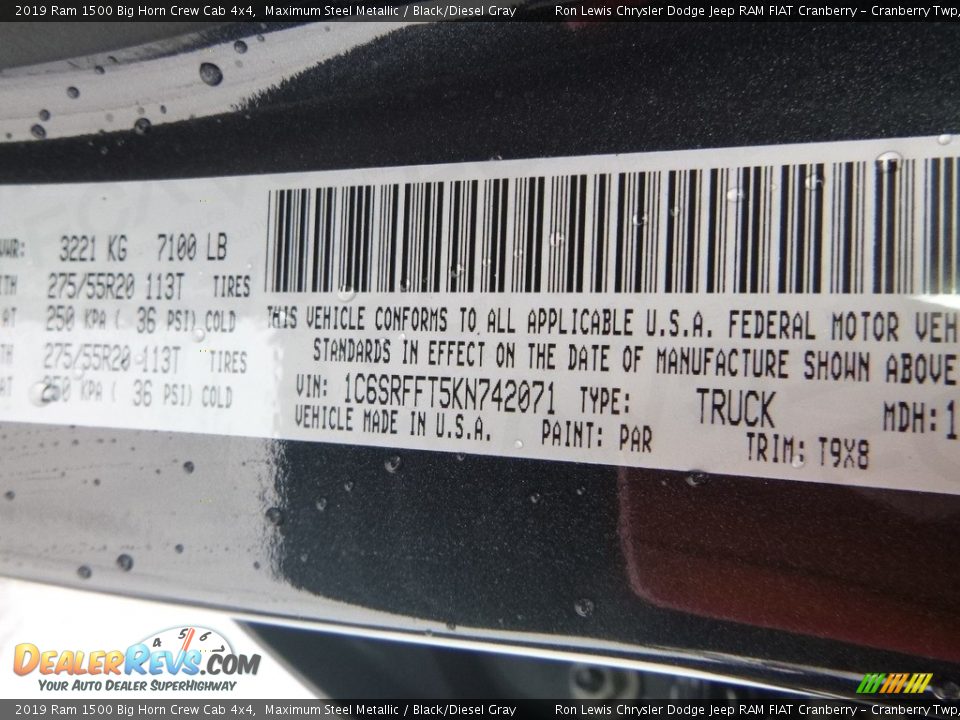 2019 Ram 1500 Big Horn Crew Cab 4x4, Maximum Steel Metallic / Black/Diesel Gray Ron Lewis Chrysler Dodge Jeep RAM FIAT Cranberry - Cranberry Twp,
3221 KG 7100 LB
275/55R20 113T TIRES
AT 250 KPA ( 36 PSI) COLD
275/55R20 113T TIRES
AT 250 KPA ( 36 PSI) COLD
THIS VEHICLE CONFORMS TO ALL APPLICABLE U.S.A. FEDERAL MOTOR VEH
STANDARDS IN EFFECT ON THE DATE OF MANUFACTURE SHOWN ABOVE
VIN: 1C6SRFFT5KN742071 TYPE: TRUCK MDH: 1
VEHICLE MADE IN U.S.A. PAINT: PAR TRIM: T9X8
4 5 6
DEALERREVS.COM
YOUR AUTO DEALER SUPERHIGHWAY
2019 Ram 1500 Big Horn Crew Cab 4x4, Maximum Steel Metallic / Black/Diesel Gray Ron Lewis Chrysler Dodge Jeep RAM FIAT Cranberry - Cranberry Twp,